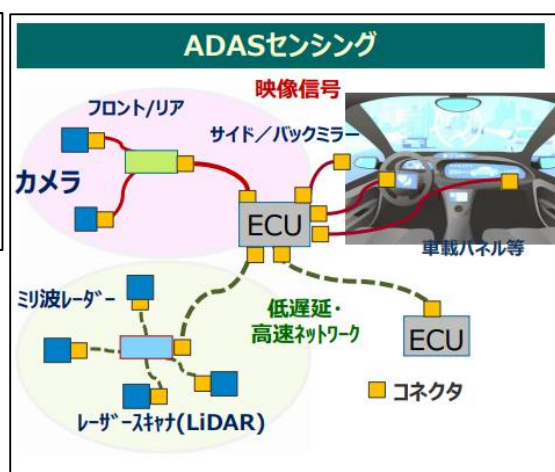 ADASセンシング
映像信号
フロント/リア
サイド／バックミラー
カメラ
ECU
車載パネル等
ミリ波レーダー
低遅延・
高速ネットワーク
ECU
コネクタ
レーザースキャナ(LiDAR)